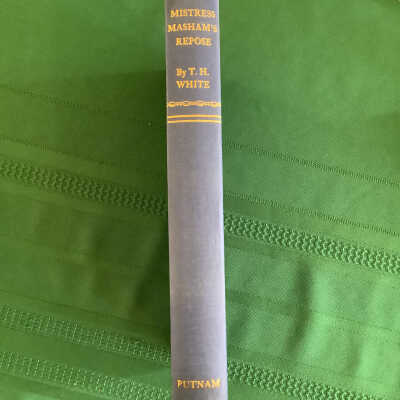 MISTRESS
MASHAM'S
REPOSE
By T. H.
WHITE
PUTNAM